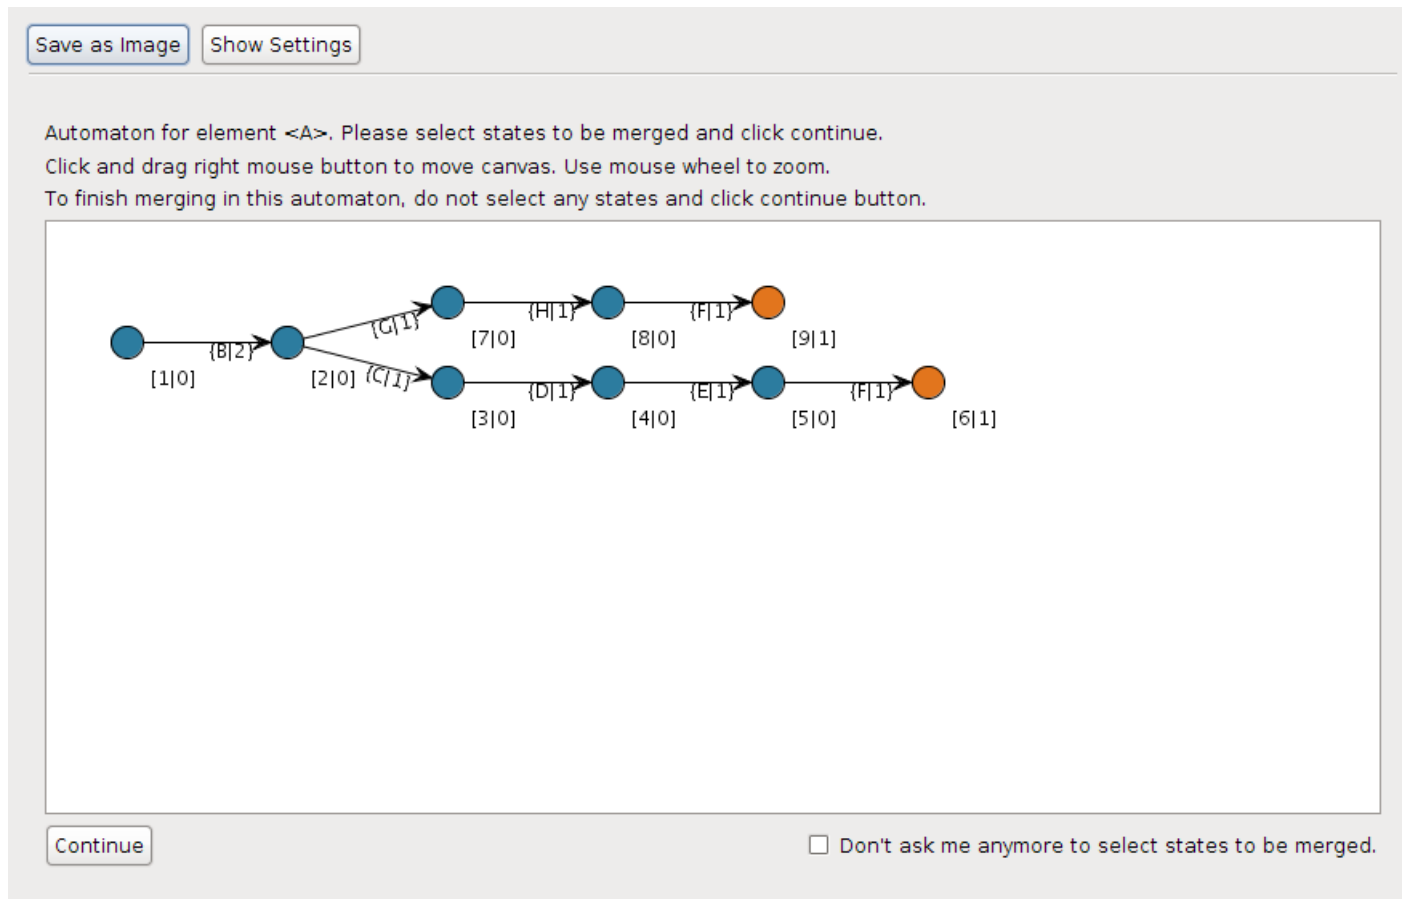 Save as Image Show Settings
Automaton for element <A>. Please select states to be merged and click continue.
Click and drag right mouse button to move canvas. Use mouse wheel to zoom.
To finish merging in this automaton, do not select any states and click continue button.
{G|1} {H|1} {F|1}
[7|0] [8|0] [9|1]
{B|2}
[1|0] [2|0] {C|1} {D|1} {E|1} {F|1}
[3|0] [4|0] [5|0] [6|1]
Continue Don't ask me anymore to select states to be merged.